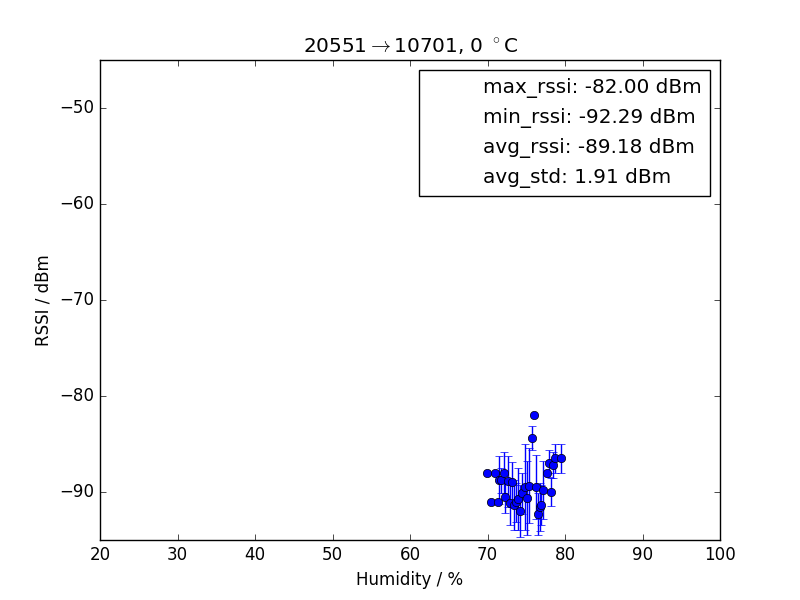 20551→10701, 0 °C
max_rssi: -82.00 dBm
min_rssi: -92.29 dBm
avg_rssi: -89.18 dBm
avg_std: 1.91 dBm
−50
−60
−70
−80
−90
RSSI / dBm
20 30 40 50 60 70 80 90 100
Humidity / %